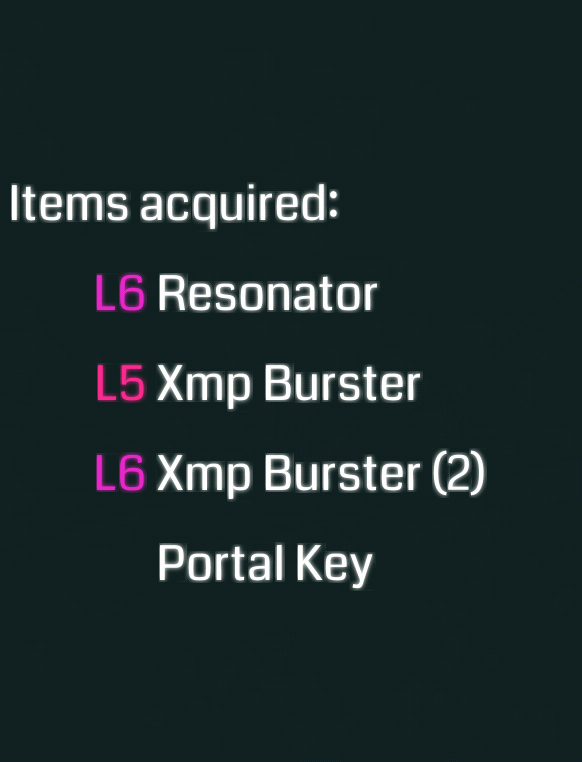 Items acquired:
L6 Resonator
L5 Xmp Burster
L6 Xmp Burster (2)
Portal Key